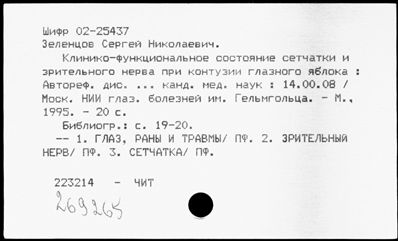 Шифр 02-25437
Зеленцов Сергей Николаевич.
Клинико-функциональное состояние сетчатки и
зрительного нерва при контузии глазного яблока :
Автореф. дис. ... канд. мед. наук : 14.00.08 /
Моск. НИИ глаз. болезней им. Гельмгольца. - М.,
1995. - 20 с.
Библиогр.: с. 19-20.
-- 1. ГЛАЗ, РАНЫ И ТРАВМЫ/ ПФ. 2. ЗРИТЕЛЬНЫЙ
НЕРВ/ ПФ. 3. СЕТЧАТКА/ ПФ.
223214 - ЧИТ
269265